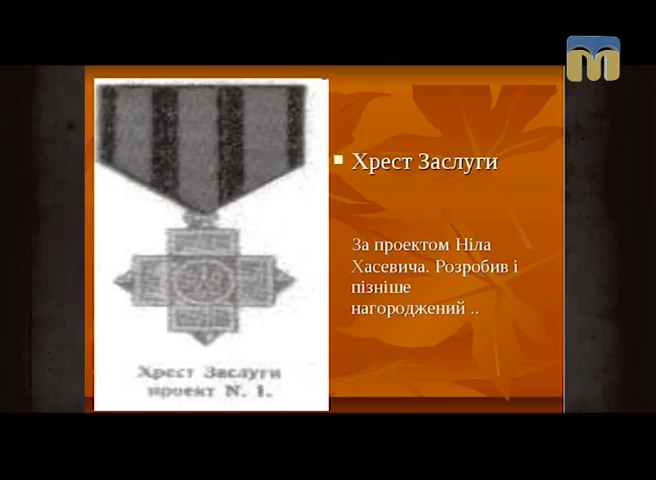 Хрест Заслуги
За проектом Ніла
Хасевича. Розробив і
пізніше
нагороджений ..
Хрест Заслуги
проект N. 1.